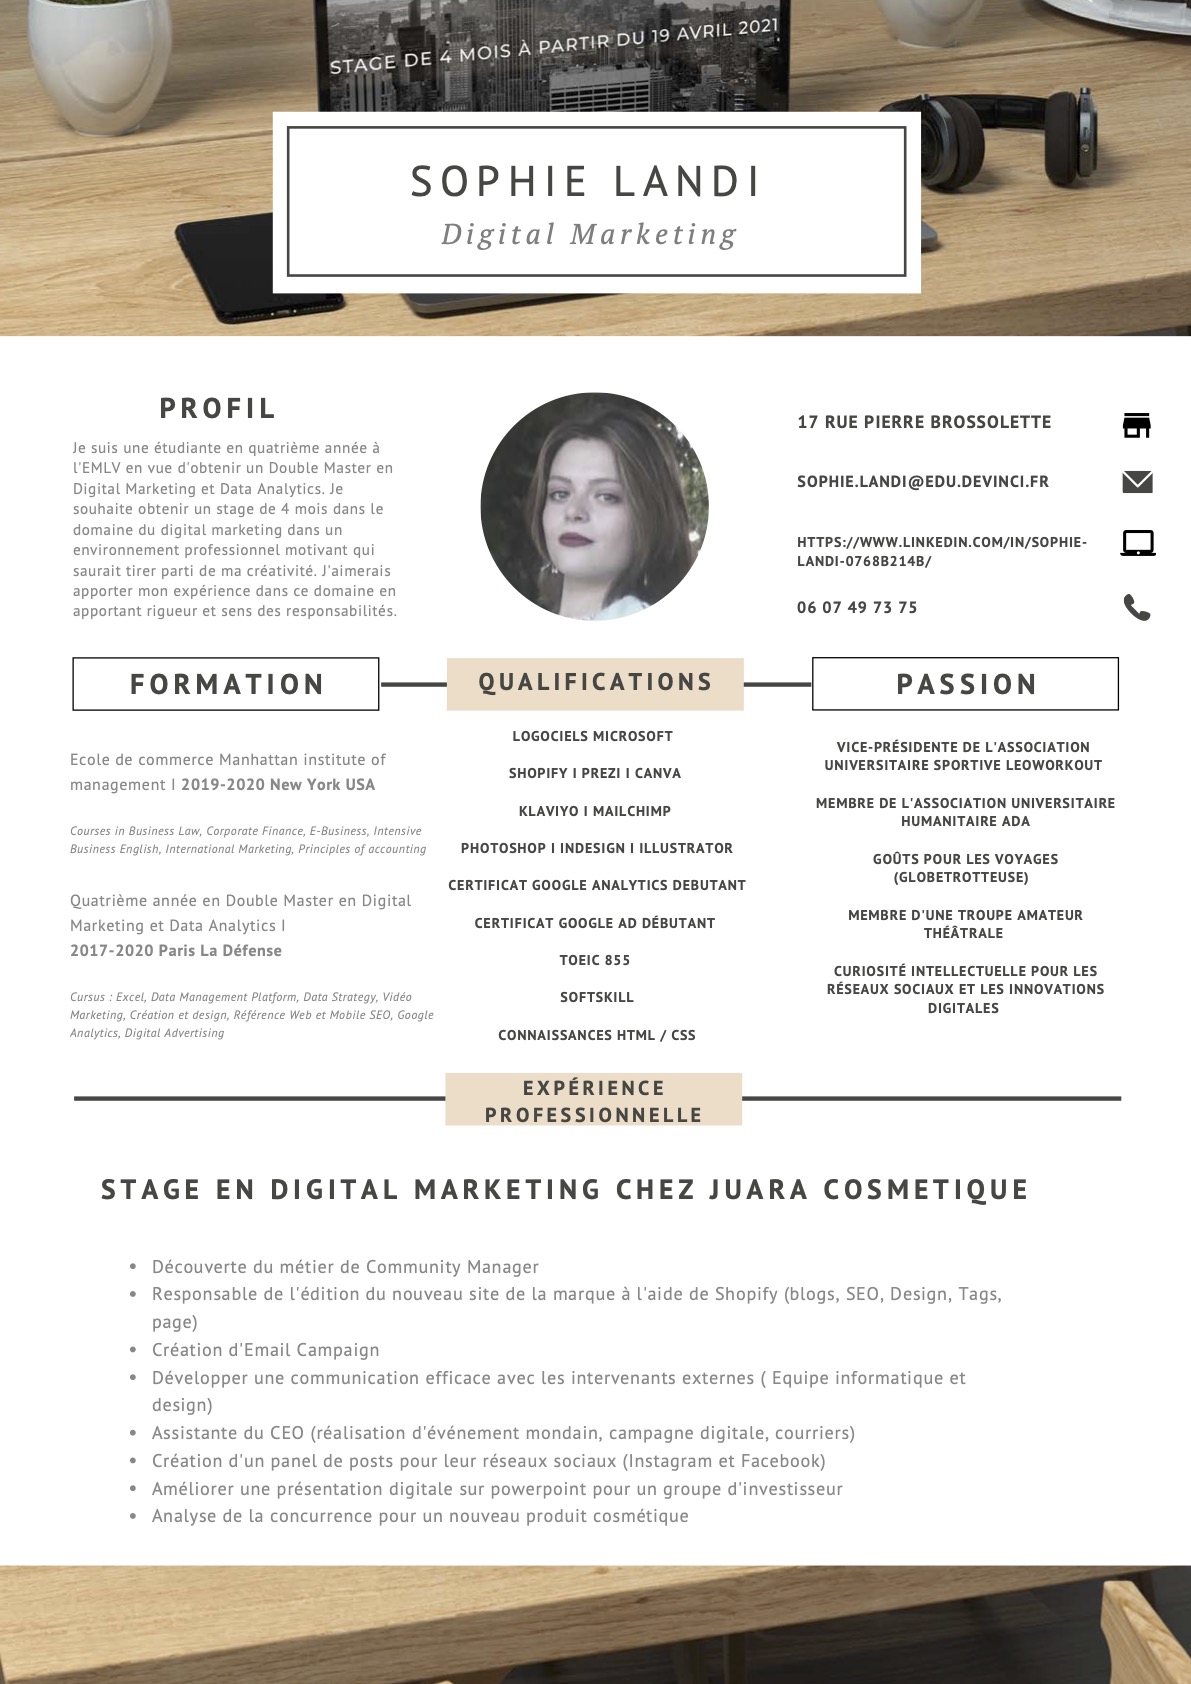 STAGE DE 4 MOIS À PARTIR DU 19 AVRIL 2021
SOPHIE LANDI
Digital Marketing
PROFIL
Je suis une étudiante en quatrième année à
l'EMLV en vue d'obtenir un Double Master en
Digital Marketing et Data Analytics. Je
souhaite obtenir un stage de 4 mois dans le
domaine du digital marketing dans un
environnement professionnel motivant qui
saurait tirer parti de ma créativité. J'aimerais
apporter mon expérience dans ce domaine en
apportant rigueur et sens des responsabilités.
17 RUE PIERRE BROSSOLETTE
SOPHIE.LANDI@EDU.DEVINCI.FR
HTTPS://WWW.LINKEDIN.COM/IN/SOPHIE-
LANDI-0768B214B/
06 07 49 73 75
FORMATION
Ecole de commerce Manhattan institute of
management I 2019-2020 New York USA
Courses in Business Law, Corporate Finance, E-Business, Intensive
Business English, International Marketing, Principles of accounting
Quatrième année en Double Master en Digital
Marketing et Data Analytics I
2017-2020 Paris La Défense
Cursus : Excel, Data Management Platform, Data Strategy, Vidéo
Marketing, Création et design, Référence Web et Mobile SEO, Google
Analytics, Digital Advertising
QUALIFICATIONS
LOGOCIELS MICROSOFT
SHOPIFY I PREZI I CANVA
KLAVIYO I MAILCHIMP
PHOTOSHOP I INDESIGN I ILLUSTRATOR
CERTIFICAT GOOGLE ANALYTICS DEBUTANT
CERTIFICAT GOOGLE AD DÉBUTANT
TOEIC 855
SOFTSKILL
CONNAISSANCES HTML / CSS
PASSION
VICE-PRÉSIDENTE DE L'ASSOCIATION
UNIVERSITAIRE SPORTIVE LEOWORKOUT
MEMBRE DE L'ASSOCIATION UNIVERSITAIRE
HUMANITAIRE ADA
GOÛTS POUR LES VOYAGES
(GLOBETROTTEUSE)
MEMBRE D'UNE TROUPE AMATEUR
THÉÂTRALE
CURIOSITÉ INTELLECTUELLE POUR LES
RÉSEAUX SOCIAUX ET LES INNOVATIONS
DIGITALES
EXPÉRIENCE
PROFESSIONNELLE
STAGE EN DIGITAL MARKETING CHEZ JUARA COSMETIQUE
• Découverte du métier de Community Manager
• Responsable de l'édition du nouveau site de la marque à l'aide de Shopify (blogs, SEO, Design, Tags,
page)
• Création d'Email Campaign
• Développer une communication efficace avec les intervenants externes ( Equipe informatique et
design)
• Assistante du CEO (réalisation d'événement mondain, campagne digitale, courriers)
• Création d'un panel de posts pour leur réseaux sociaux (Instagram et Facebook)
• Améliorer une présentation digitale sur powerpoint pour un groupe d'investisseur
• Analyse de la concurrence pour un nouveau produit cosmétique